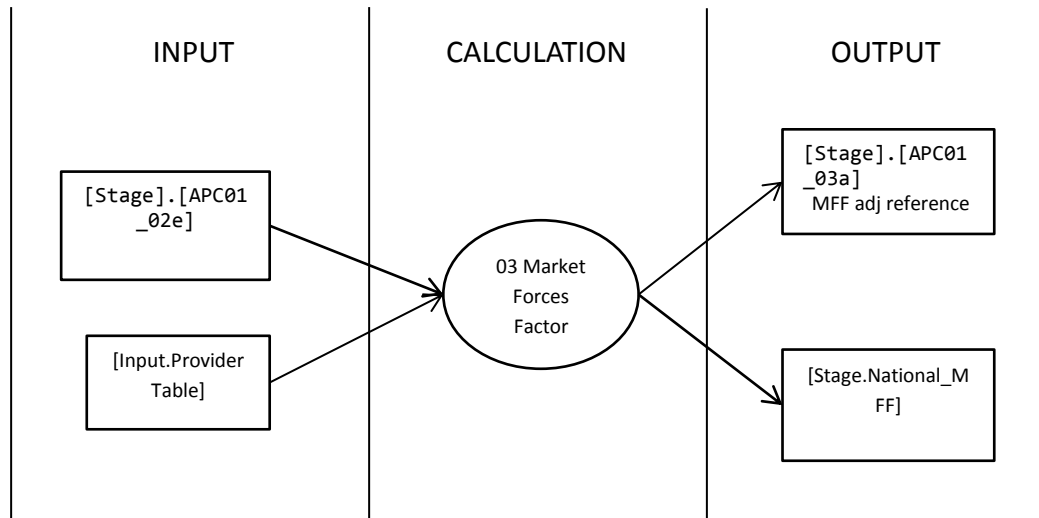 INPUT
CALCULATION
OUTPUT
[Stage].[APC01
_02e]
[Input.Provider
Table]
03 Market
Forces
Factor
[Stage].[APC01
_03a]
MFF adj reference
[Stage.National_M
FF]